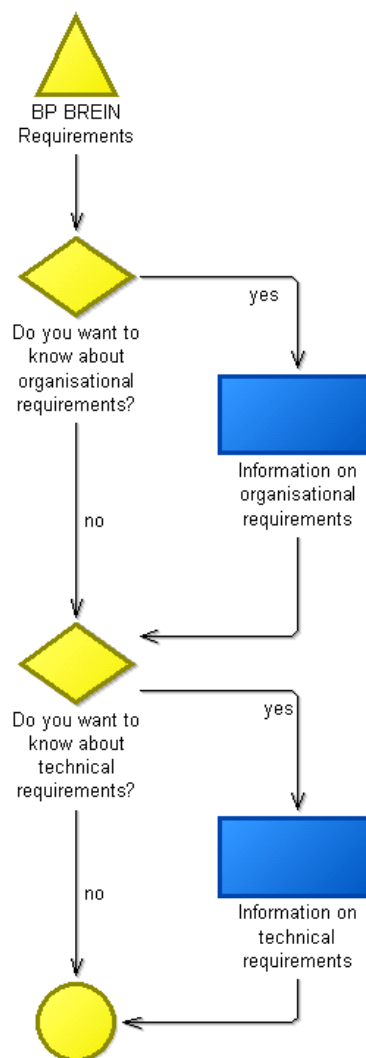 BP BREIN
Requirements
yes
Do you want to
know about
organisational
requirements?
Information on
organisational
requirements
no
yes
Do you want to
know about
technical
requirements?
no
Information on
technical
requirements